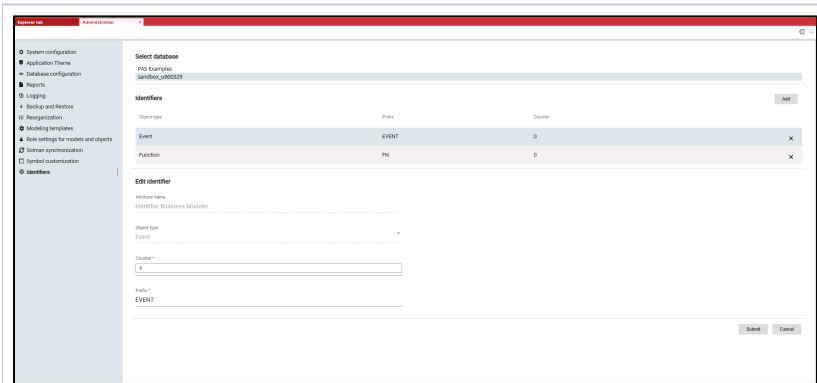 Explorer tab Administration ×
System configuration
Application Theme
Database configuration
Reports
Logging
Backup and Restore
Reorganization
Modeling templates
Role settings for models and objects
Solman synchronization
Symbol customization
Identifiers
Select database
PAS Examples
sandbox_u900329
Identifiers
Add
Object type Prefix Counter
Event EVENT 0 ×
Function FN 0 ×
Edit identifier
Attribute name
Identifier Business Modeler
Object type
Event
Counter *
Prefix *
EVENT
Submit Cancel